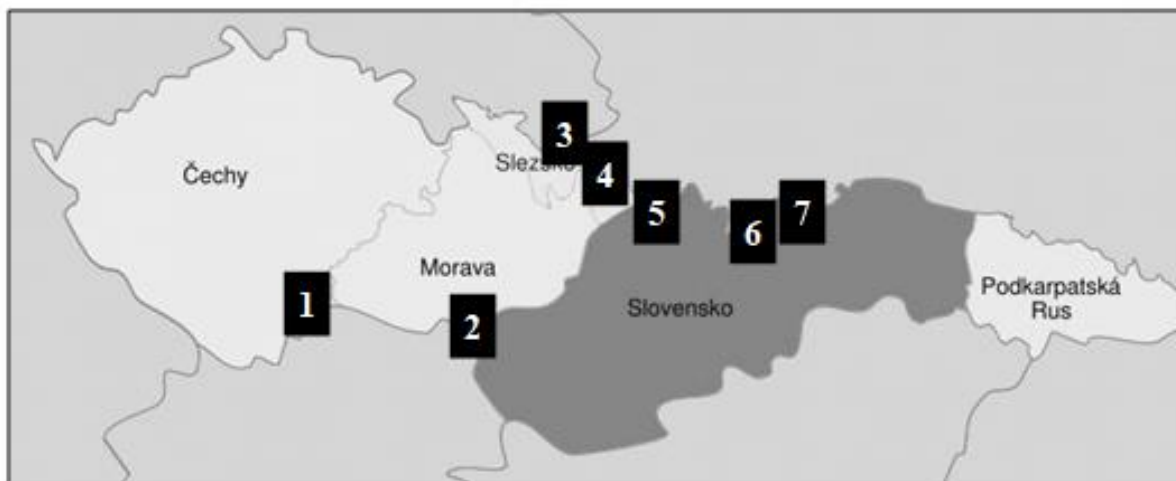 3
Čechy
Slezsko
4
5
6
7
Morava
1
2
Slovensko
Podkarpatská
Rus